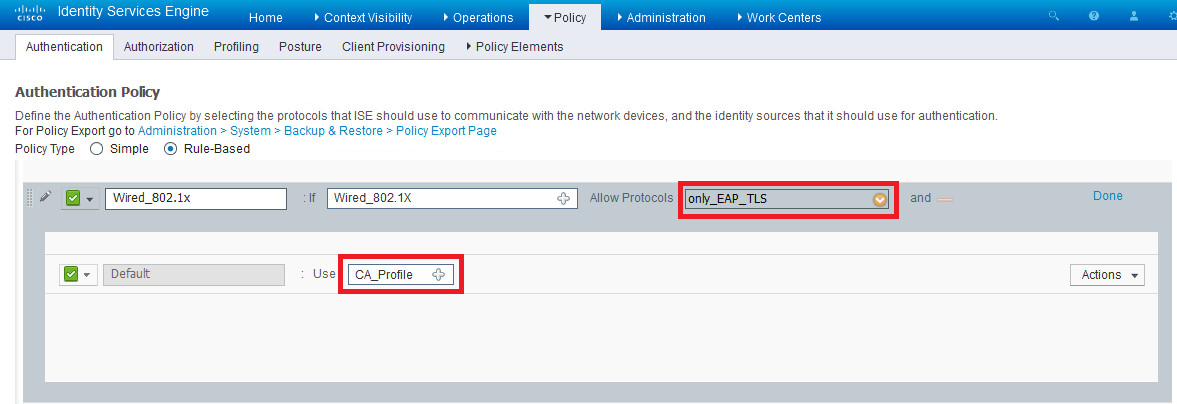 cisco Identity Services Engine Home Context Visibility Operations Policy Administration Work Centers
Authentication Authorization Profiling Posture Client Provisioning Policy Elements
Authentication Policy
Define the Authentication Policy by selecting the protocols that ISE should use to communicate with the network devices, and the identity sources that it should use for authentication.
For Policy Export go to Administration > System > Backup & Restore > Policy Export Page
Policy Type Simple Rule-Based
Wired_802.1x : If Wired_802.1X Allow Protocols only_EAP_TLS and Done
Default : Use CA_Profile Actions